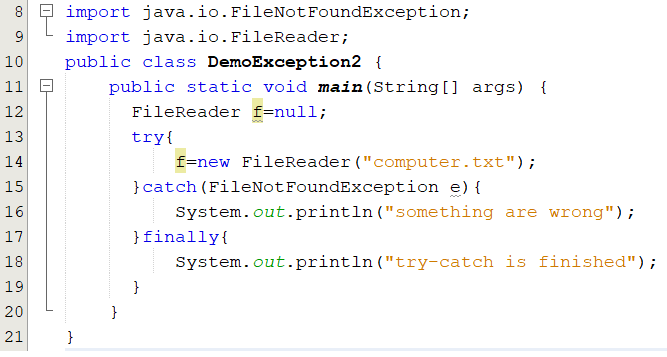 8 import java.io.FileNotFoundException;
9 import java.io.FileReader;
10 public class DemoException2 {
11     public static void main(String[] args) {
12       FileReader f=null;
13       try{
14           f=new FileReader("computer.txt");
15       }catch(FileNotFoundException e){
16           System.out.println("something are wrong");
17       }finally{
18           System.out.println("try-catch is finished");
19       }
20     }
21 }